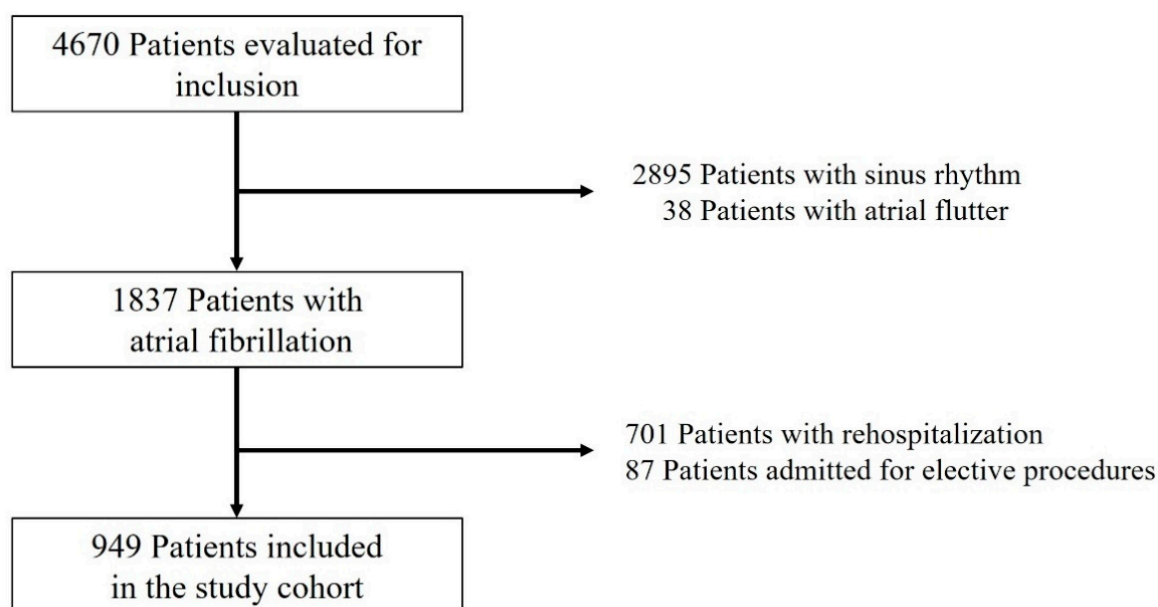 4670 Patients evaluated for
inclusion
2895 Patients with sinus rhythm
38 Patients with atrial flutter
1837 Patients with
atrial fibrillation
701 Patients with rehospitalization
87 Patients admitted for elective procedures
949 Patients included
in the study cohort